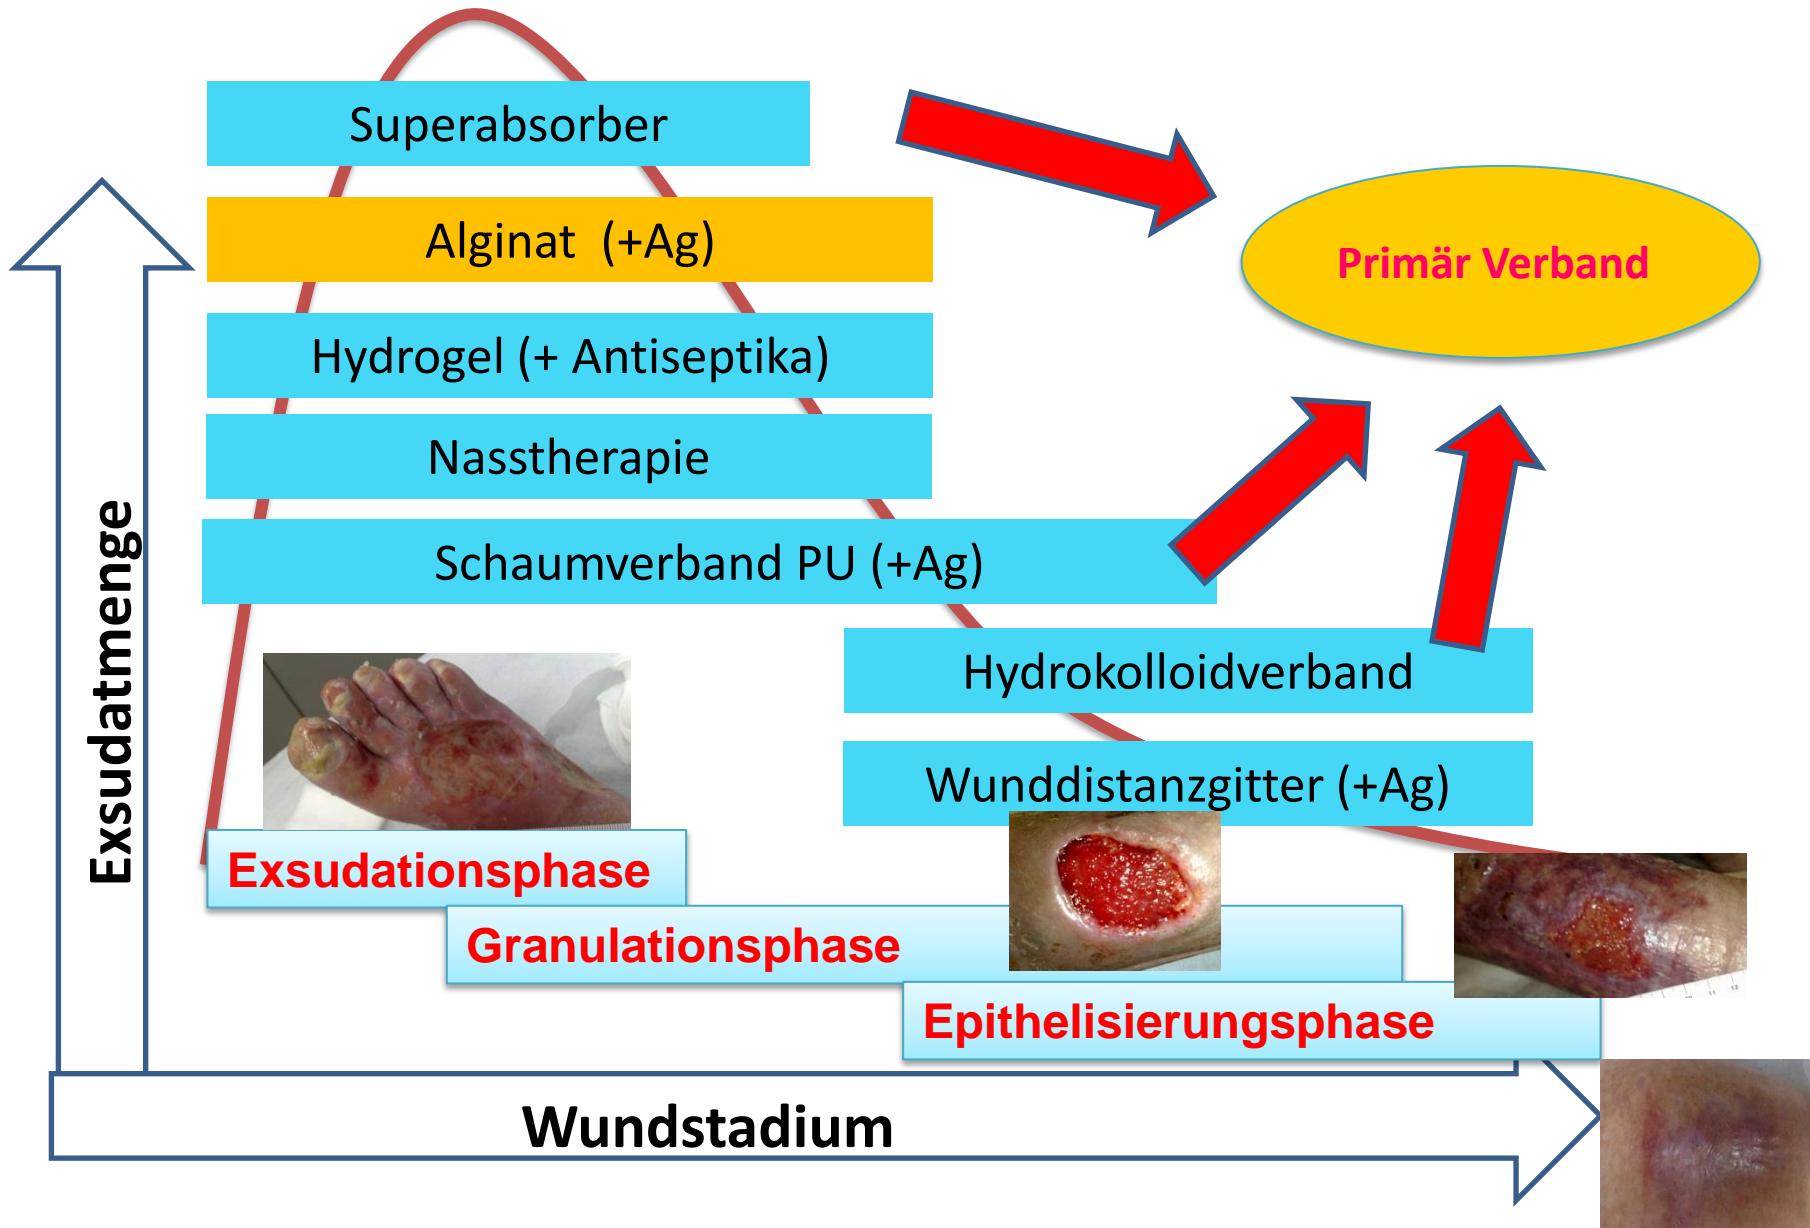 Superabsorber
Alginat (+Ag)
Primär Verband
Hydrogel (+ Antiseptika)
Nasstherapie
Schaumverband PU (+Ag)
Hydrokolloidverband
Wunddistanzgitter (+Ag)
Exsudatmenge
Exsudationsphase
Granulationsphase
Epithelisierungsphase
Wundstadium